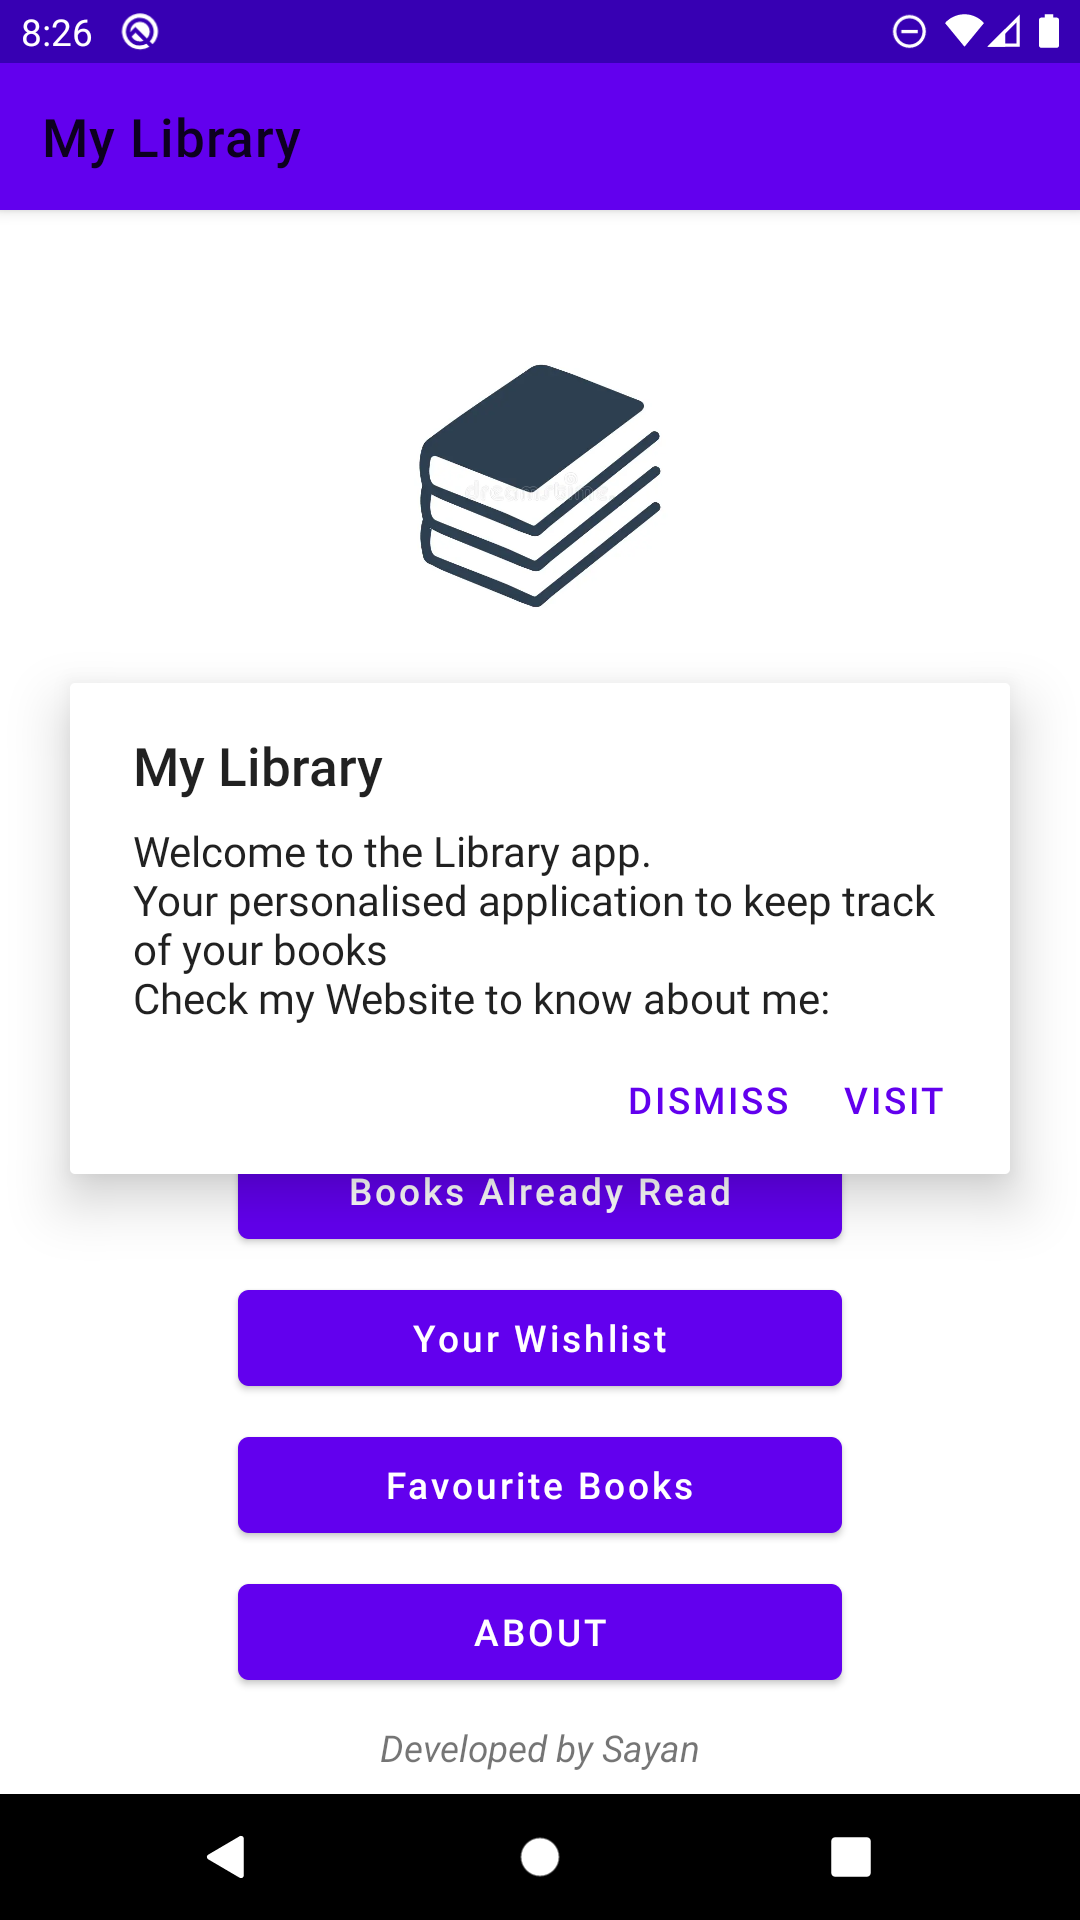 8:26
My Library
dreamstime
My Library
Welcome to the Library app.
Your personalised application to keep track
of your books
Check my Website to know about me:
DISMISS VISIT
Books Already Read
Your Wishlist
Favourite Books
ABOUT
Developed by Sayan